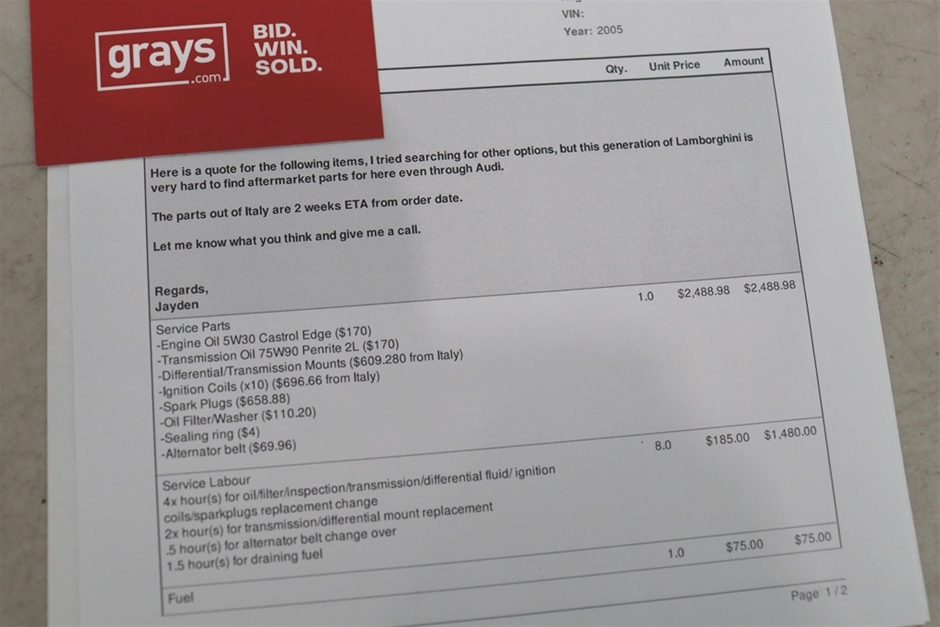 grays
.com
BID.
WIN.
SOLD.
VIN:
Year: 2005
Qty. Unit Price Amount
Here is a quote for the following items, I tried searching for other options, but this generation of Lamborghini is
very hard to find aftermarket parts for here even through Audi.
The parts out of Italy are 2 weeks ETA from order date.
Let me know what you think and give me a call.
Regards,
Jayden
Service Parts 1.0 $2,488.98 $2,488.98
-Engine Oil 5W30 Castrol Edge ($170)
-Transmission Oil 75W90 Penrite 2L ($170)
-Differential/Transmission Mounts ($609.280 from Italy)
-Ignition Coils (x10) ($696.66 from Italy)
-Spark Plugs ($658.88)
-Oil Filter/Washer ($110.20)
-Sealing ring ($4)
-Alternator belt ($69.96)
Service Labour 8.0 $185.00 $1,480.00
4x hour(s) for oil/filter/inspection/transmission/differential fluid/ ignition
coils/sparkplugs replacement change
2x hour(s) for transmission/differential mount replacement
.5 hour(s) for alternator belt change over
1.5 hour(s) for draining fuel
Fuel 1.0 $75.00 $75.00
Page 1/2